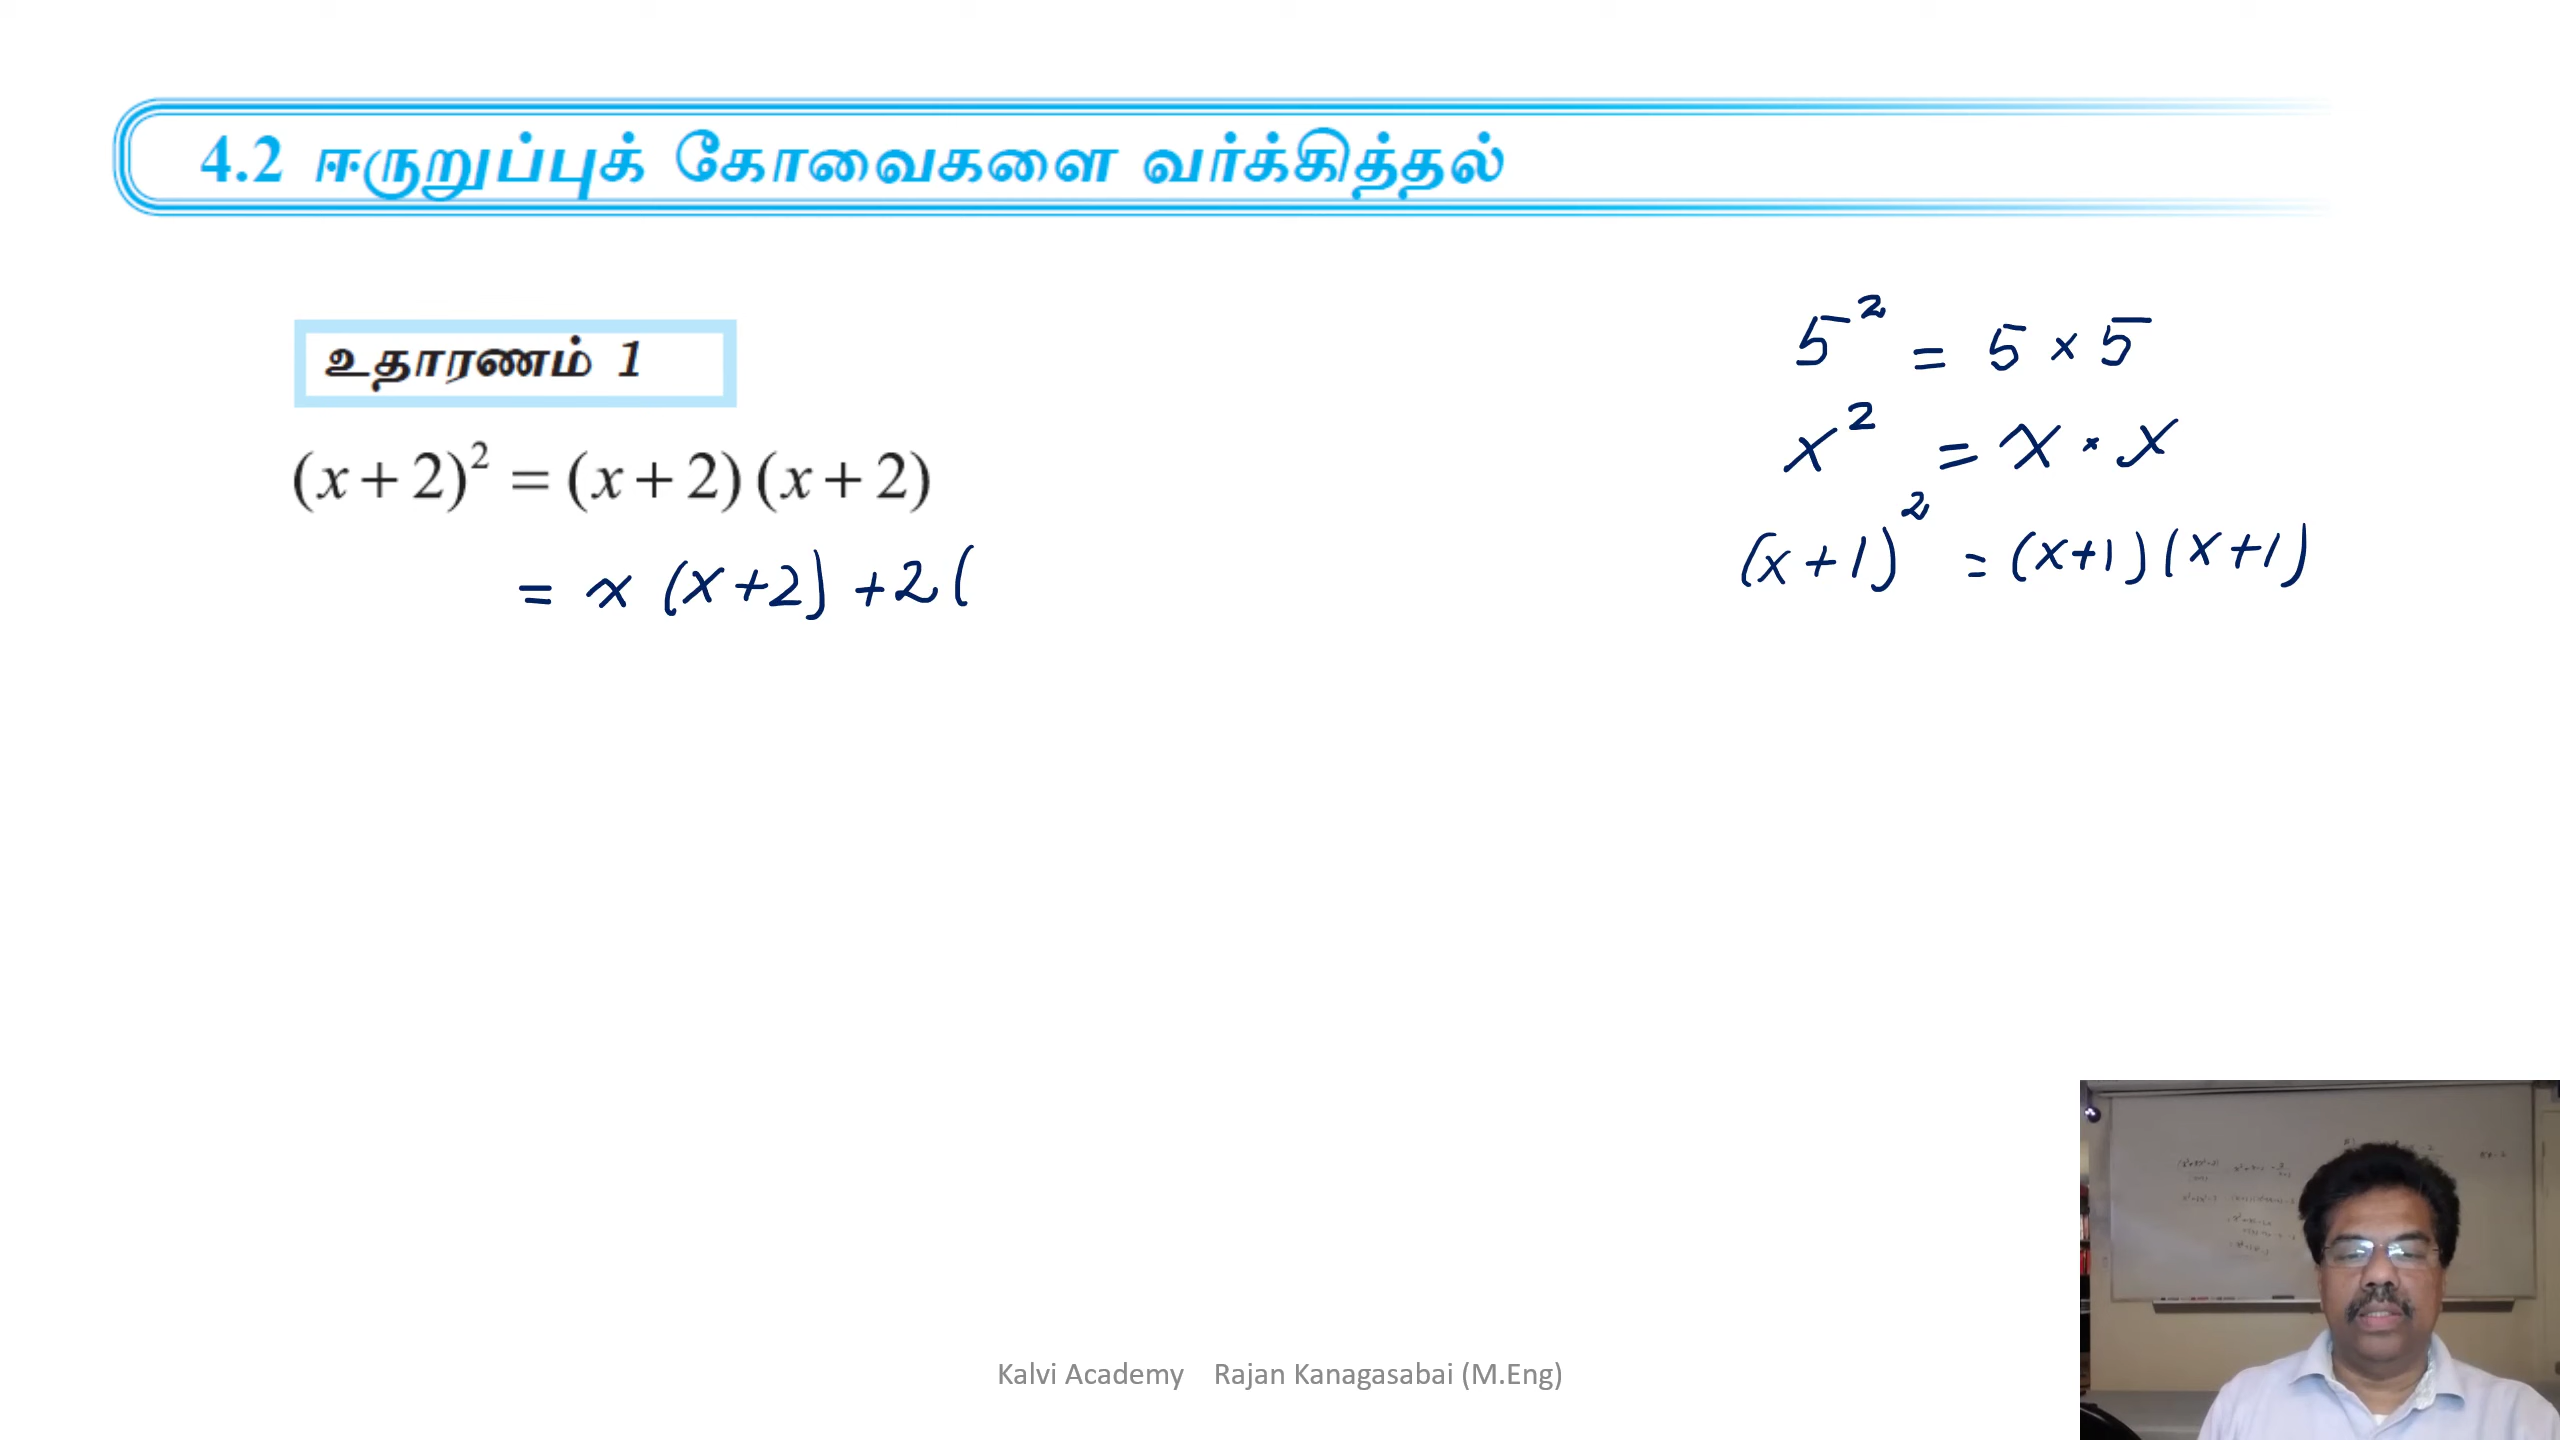 4.2 ஈருறுப்புக் கோவைகளை வர்க்கித்தல்
உதாரணம் 1
(x + 2)² = (x + 2) (x + 2)
= x (x + 2) + 2 (
5² = 5 × 5
x² = x · x
(x + 1)² = (x + 1) (x + 1)
Kalvi Academy Rajan Kanagasabai (M.Eng)